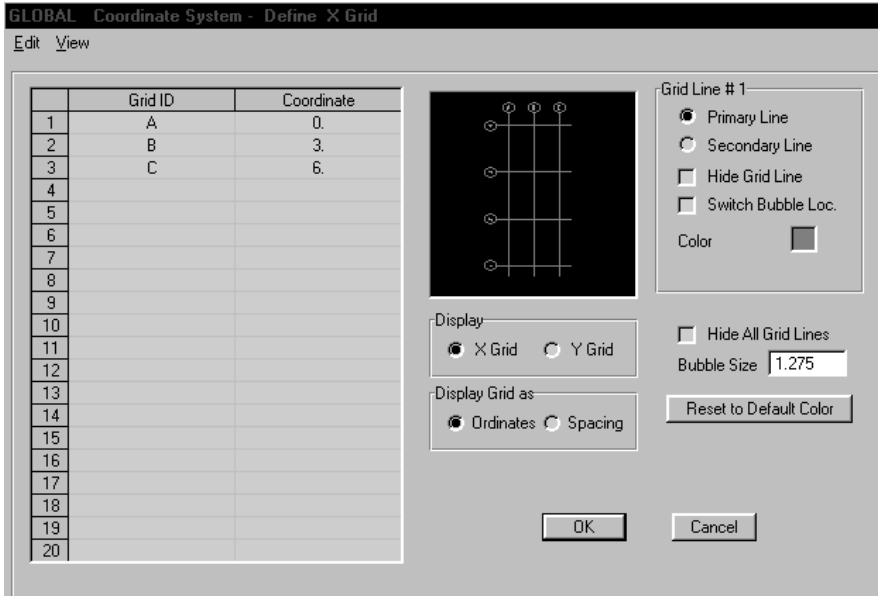 GLOBAL Coordinate System - Define X Grid
Edit View
Grid ID Coordinate
1 A 0.
2 B 3.
3 C 6.
4
5
6
7
8
9
10
11
12
13
14
15
16
17
18
19
20
Grid Line # 1
Primary Line
Secondary Line
Hide Grid Line
Switch Bubble Loc.
Color
Display
X Grid Y Grid
Display Grid as
Ordinates Spacing
Hide All Grid Lines
Bubble Size 1.275
Reset to Default Color
OK Cancel